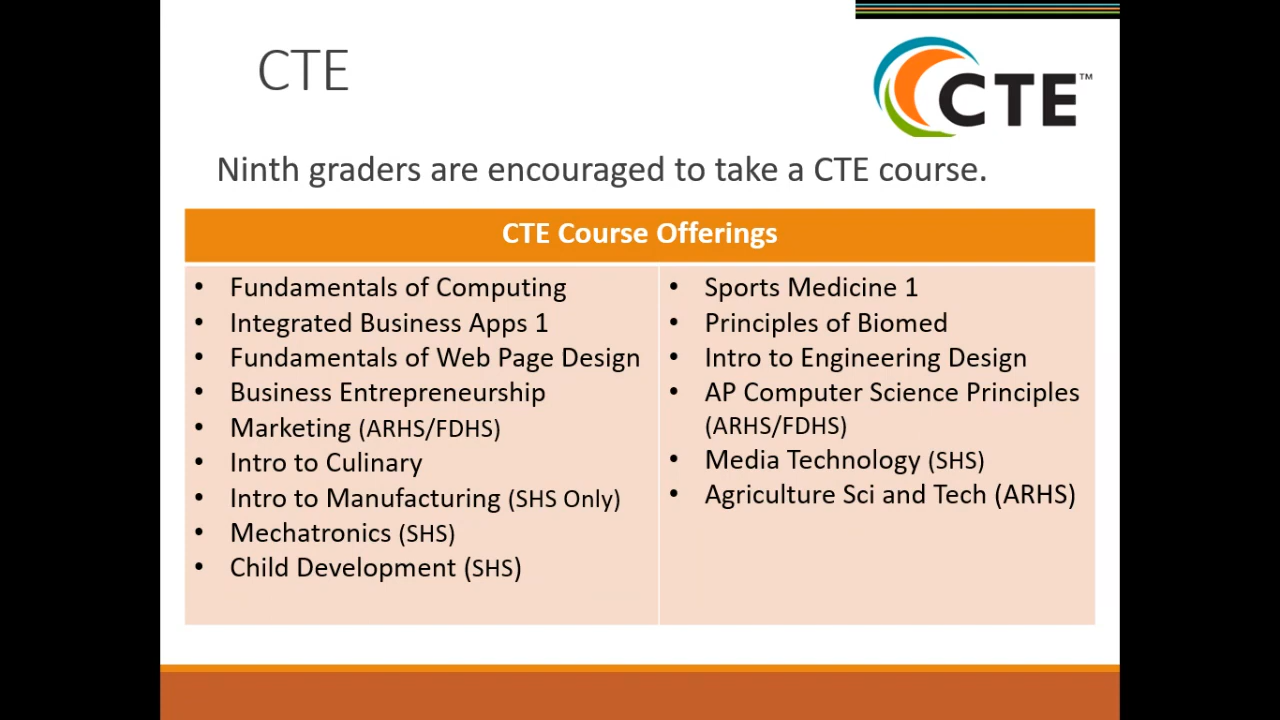 CTE
CTE™
Ninth graders are encouraged to take a CTE course.
CTE Course Offerings
• Fundamentals of Computing
• Integrated Business Apps 1
• Fundamentals of Web Page Design
• Business Entrepreneurship
• Marketing (ARHS/FDHS)
• Intro to Culinary
• Intro to Manufacturing (SHS Only)
• Mechatronics (SHS)
• Child Development (SHS)
• Sports Medicine 1
• Principles of Biomed
• Intro to Engineering Design
• AP Computer Science Principles
(ARHS/FDHS)
• Media Technology (SHS)
• Agriculture Sci and Tech (ARHS)